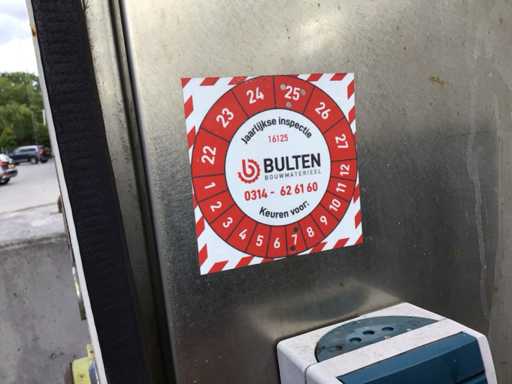 22 23 24 25 26 27
Jaarlijkse inspectie
16125
BULTEN
BOUWMATERIEEL
0314 - 62 61 60
Keuren voor:
1 2 3 4 5 6 7 8 9 10 11 12